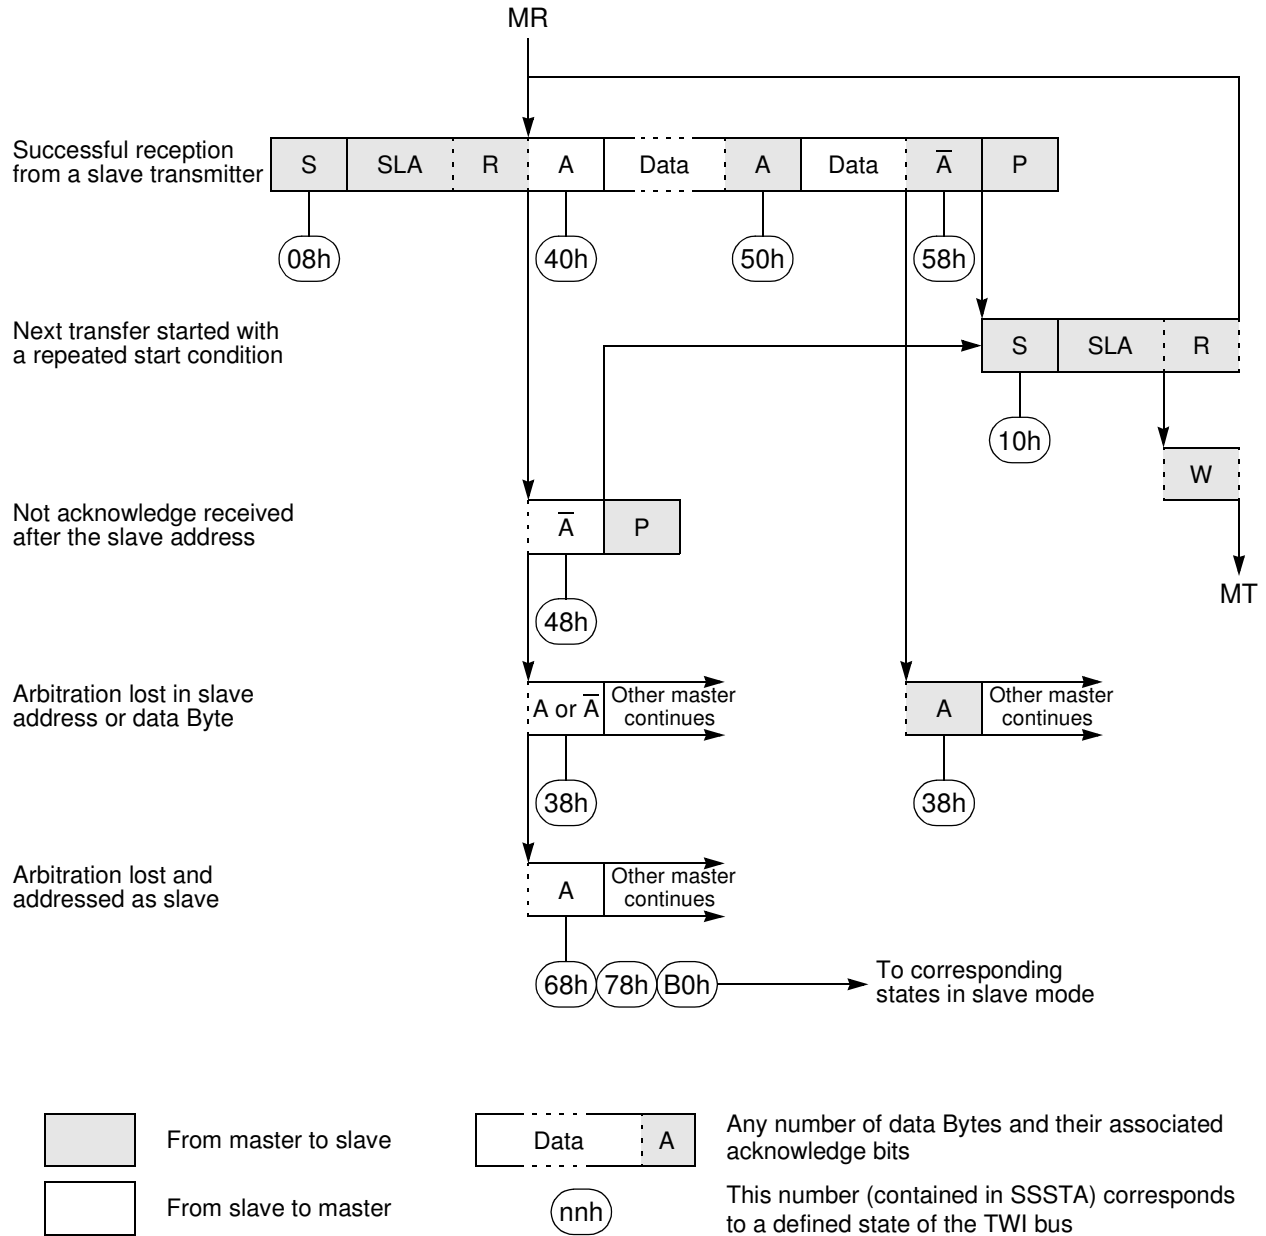 MR
Successful reception
from a slave transmitter
S SLA R A Data A Data A̅ P
08h 40h 50h 58h
Next transfer started with
a repeated start condition
S SLA R
10h
W
MT
Not acknowledge received
after the slave address
A̅ P
48h
Arbitration lost in slave
address or data Byte
A or A̅
Other master
continues
A
Other master
continues
38h 38h
Arbitration lost and
addressed as slave
A
Other master
continues
68h 78h B0h
To corresponding
states in slave mode
From master to slave
Data A
Any number of data Bytes and their associated
acknowledge bits
From slave to master
nnh
This number (contained in SSSTA) corresponds
to a defined state of the TWI bus